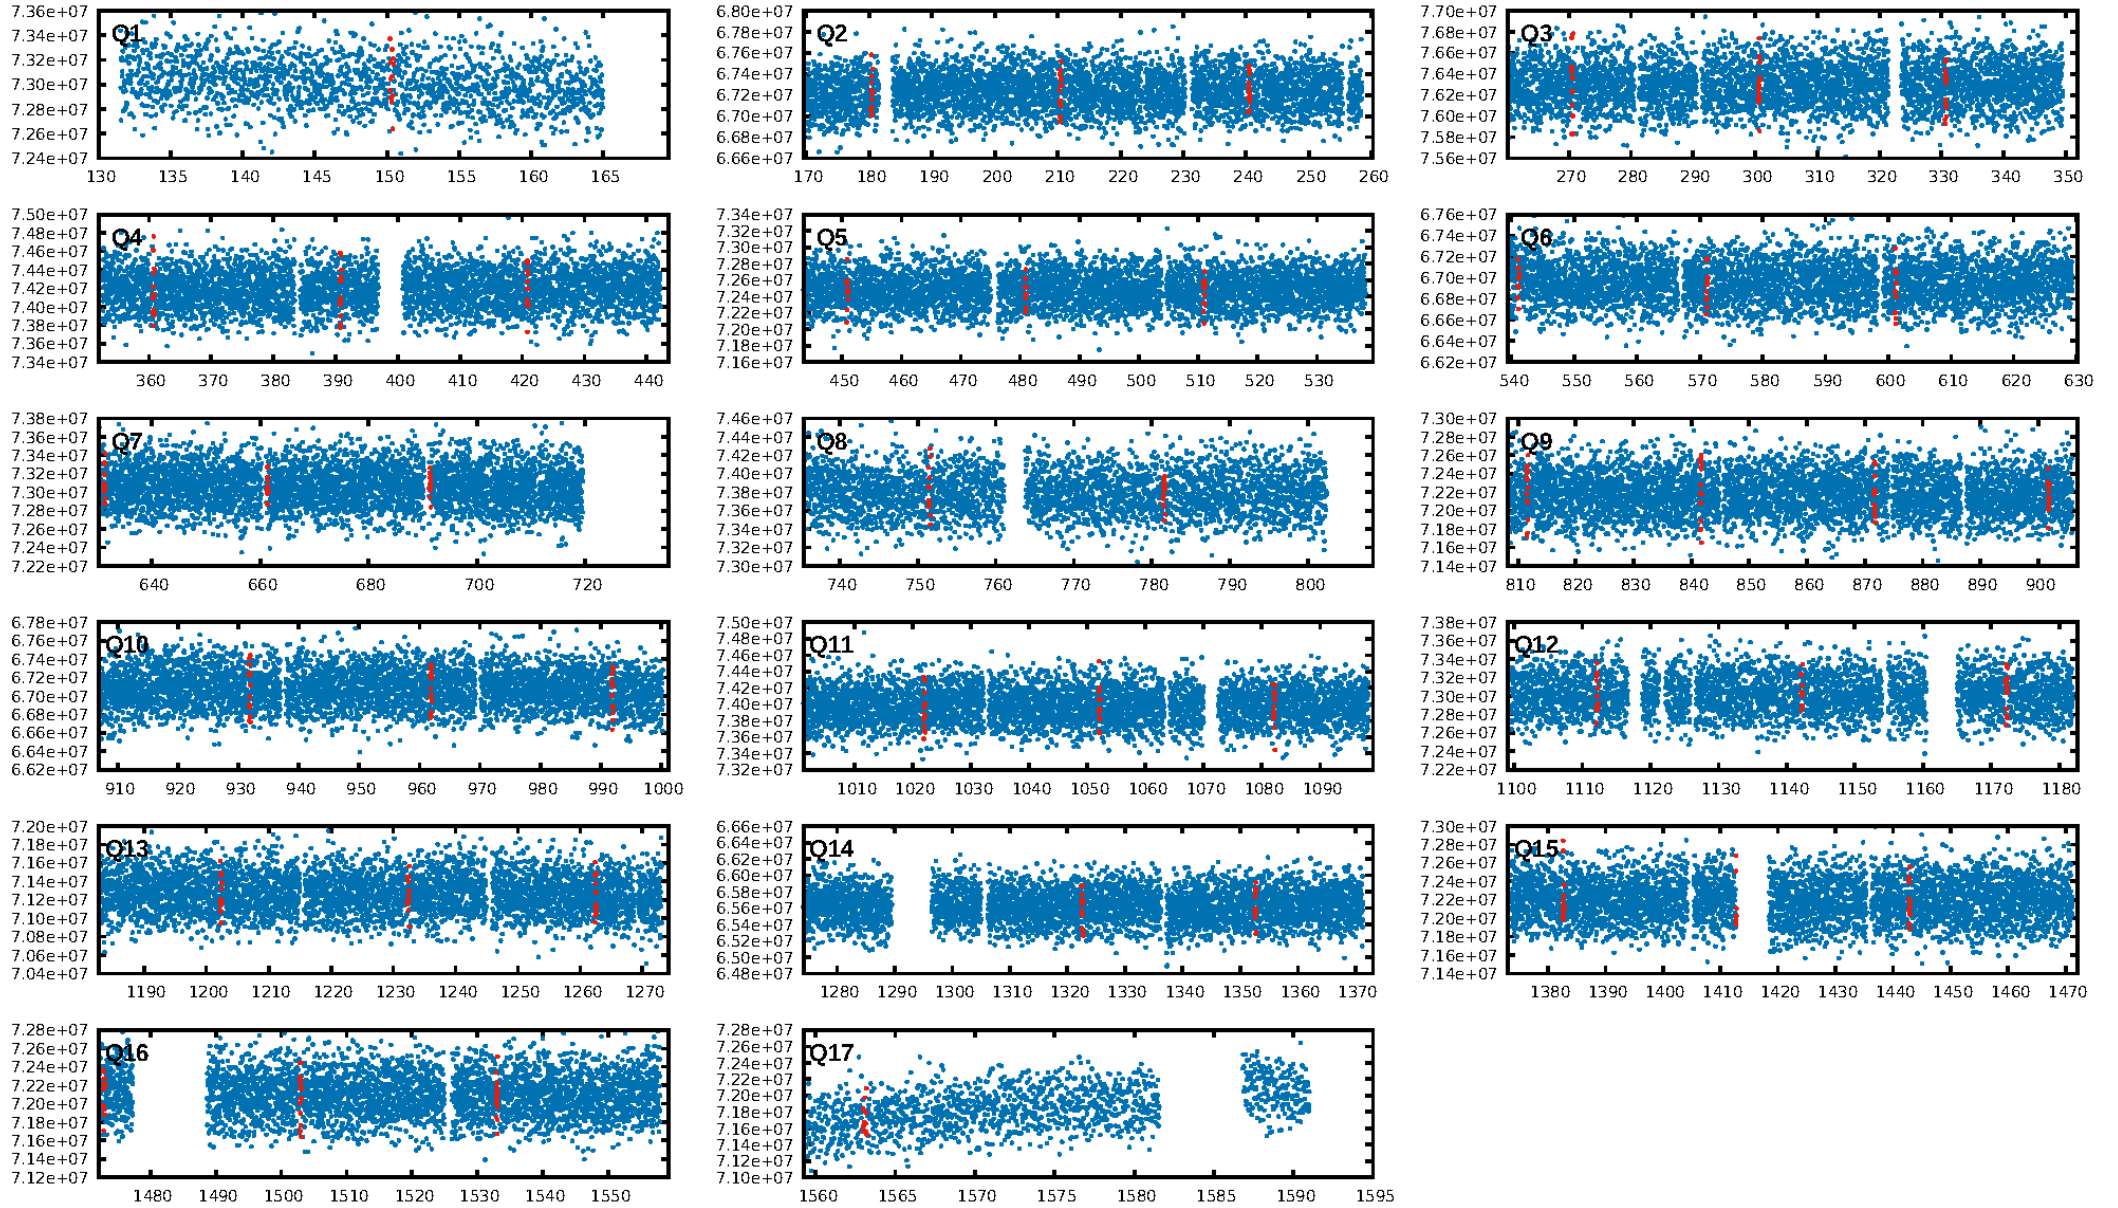 Q1
7.36e+07
7.34e+07
7.32e+07
7.30e+07
7.28e+07
7.26e+07
7.24e+07
130 135 140 145 150 155 160 165
Q2
6.80e+07
6.78e+07
6.76e+07
6.74e+07
6.72e+07
6.70e+07
6.68e+07
6.66e+07
170 180 190 200 210 220 230 240 250 260
Q3
7.70e+07
7.68e+07
7.66e+07
7.64e+07
7.62e+07
7.60e+07
7.58e+07
7.56e+07
270 280 290 300 310 320 330 340 350
Q4
7.50e+07
7.48e+07
7.46e+07
7.44e+07
7.42e+07
7.40e+07
7.38e+07
7.36e+07
7.34e+07
360 370 380 390 400 410 420 430 440
Q5
7.34e+07
7.32e+07
7.30e+07
7.28e+07
7.26e+07
7.24e+07
7.22e+07
7.20e+07
7.18e+07
7.16e+07
450 460 470 480 490 500 510 520 530
Q6
6.76e+07
6.74e+07
6.72e+07
6.70e+07
6.68e+07
6.66e+07
6.64e+07
6.62e+07
540 550 560 570 580 590 600 610 620 630
Q7
7.38e+07
7.36e+07
7.34e+07
7.32e+07
7.30e+07
7.28e+07
7.26e+07
7.24e+07
7.22e+07
640 660 680 700 720
Q8
7.46e+07
7.44e+07
7.42e+07
7.40e+07
7.38e+07
7.36e+07
7.34e+07
7.32e+07
7.30e+07
740 750 760 770 780 790 800
Q9
7.30e+07
7.28e+07
7.26e+07
7.24e+07
7.22e+07
7.20e+07
7.18e+07
7.16e+07
7.14e+07
810 820 830 840 850 860 870 880 890 900
Q10
6.78e+07
6.76e+07
6.74e+07
6.72e+07
6.70e+07
6.68e+07
6.66e+07
6.64e+07
6.62e+07
910 920 930 940 950 960 970 980 990 1000
Q11
7.50e+07
7.48e+07
7.46e+07
7.44e+07
7.42e+07
7.40e+07
7.38e+07
7.36e+07
7.34e+07
7.32e+07
1010 1020 1030 1040 1050 1060 1070 1080 1090
Q12
7.38e+07
7.36e+07
7.34e+07
7.32e+07
7.30e+07
7.28e+07
7.26e+07
7.24e+07
7.22e+07
1100 1110 1120 1130 1140 1150 1160 1170 1180
Q13
7.20e+07
7.18e+07
7.16e+07
7.14e+07
7.12e+07
7.10e+07
7.08e+07
7.06e+07
7.04e+07
1190 1200 1210 1220 1230 1240 1250 1260 1270
Q14
6.66e+07
6.64e+07
6.62e+07
6.60e+07
6.58e+07
6.56e+07
6.54e+07
6.52e+07
6.50e+07
6.48e+07
1280 1290 1300 1310 1320 1330 1340 1350 1360 1370
Q15
7.30e+07
7.28e+07
7.26e+07
7.24e+07
7.22e+07
7.20e+07
7.18e+07
7.16e+07
7.14e+07
1380 1390 1400 1410 1420 1430 1440 1450 1460 1470
Q16
7.28e+07
7.26e+07
7.24e+07
7.22e+07
7.20e+07
7.18e+07
7.16e+07
7.14e+07
7.12e+07
1480 1490 1500 1510 1520 1530 1540 1550
Q17
7.28e+07
7.26e+07
7.24e+07
7.22e+07
7.20e+07
7.18e+07
7.16e+07
7.14e+07
7.12e+07
7.10e+07
1560 1565 1570 1575 1580 1585 1590 1595